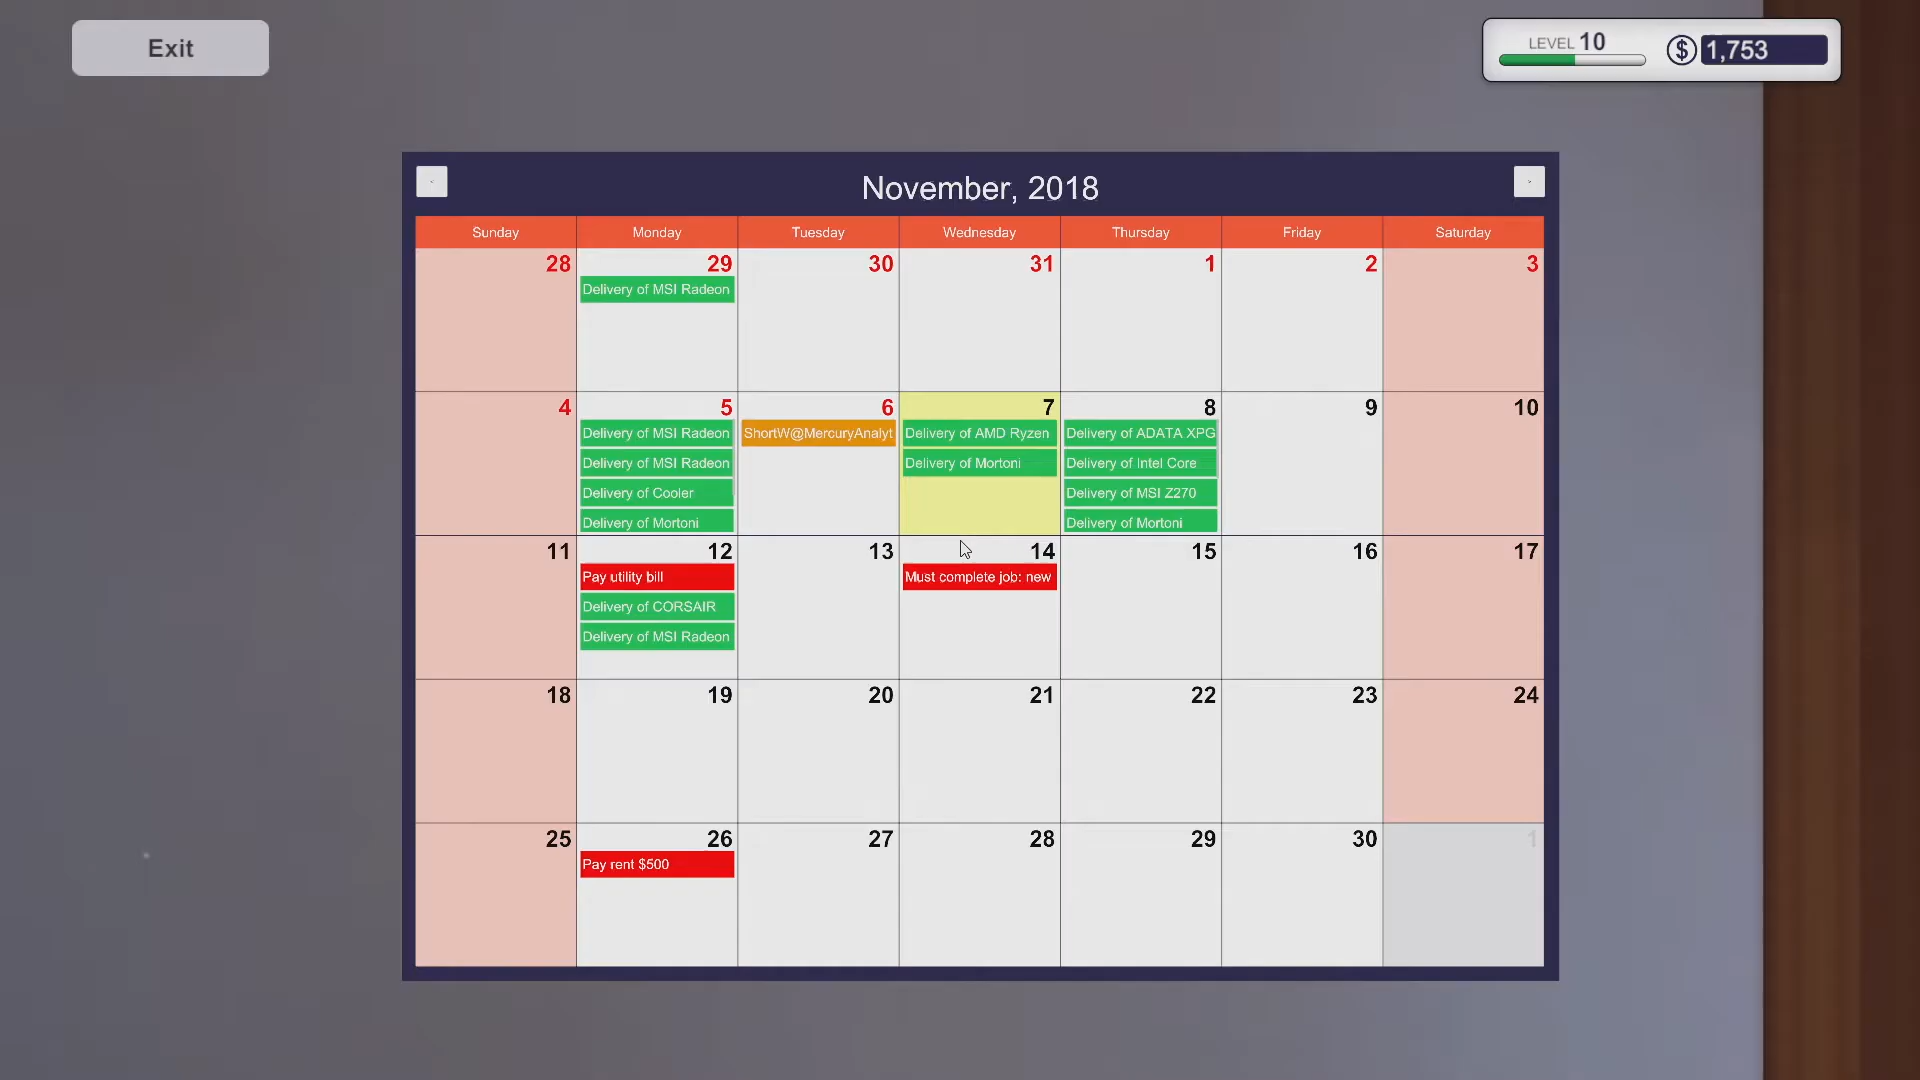 Exit
LEVEL 10
$ 1,753
November, 2018
Sunday Monday Tuesday Wednesday Thursday Friday Saturday
28 29 30 31 1 2 3
Delivery of MSI Radeon
4 5 6 7 8 9 10
Delivery of MSI Radeon ShortW@MercuryAnalyt Delivery of AMD Ryzen Delivery of ADATA XPG
Delivery of MSI Radeon Delivery of Mortoni Delivery of Intel Core
Delivery of Cooler Delivery of MSI Z270
Delivery of Mortoni Delivery of Mortoni
11 12 13 14 15 16 17
Pay utility bill Must complete job: new
Delivery of CORSAIR
Delivery of MSI Radeon
18 19 20 21 22 23 24
25 26 27 28 29 30 1
Pay rent $500